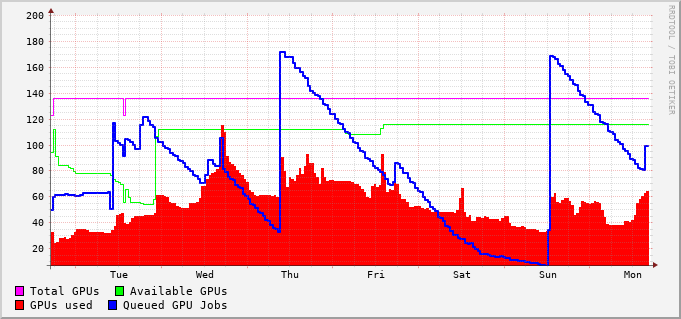 200
180
160
140
120
100
80
60
40
20
Tue Wed Thu Fri Sat Sun Mon
Total GPUs Available GPUs
GPUs used Queued GPU Jobs
RRDTOOL / TOBI OETIKER